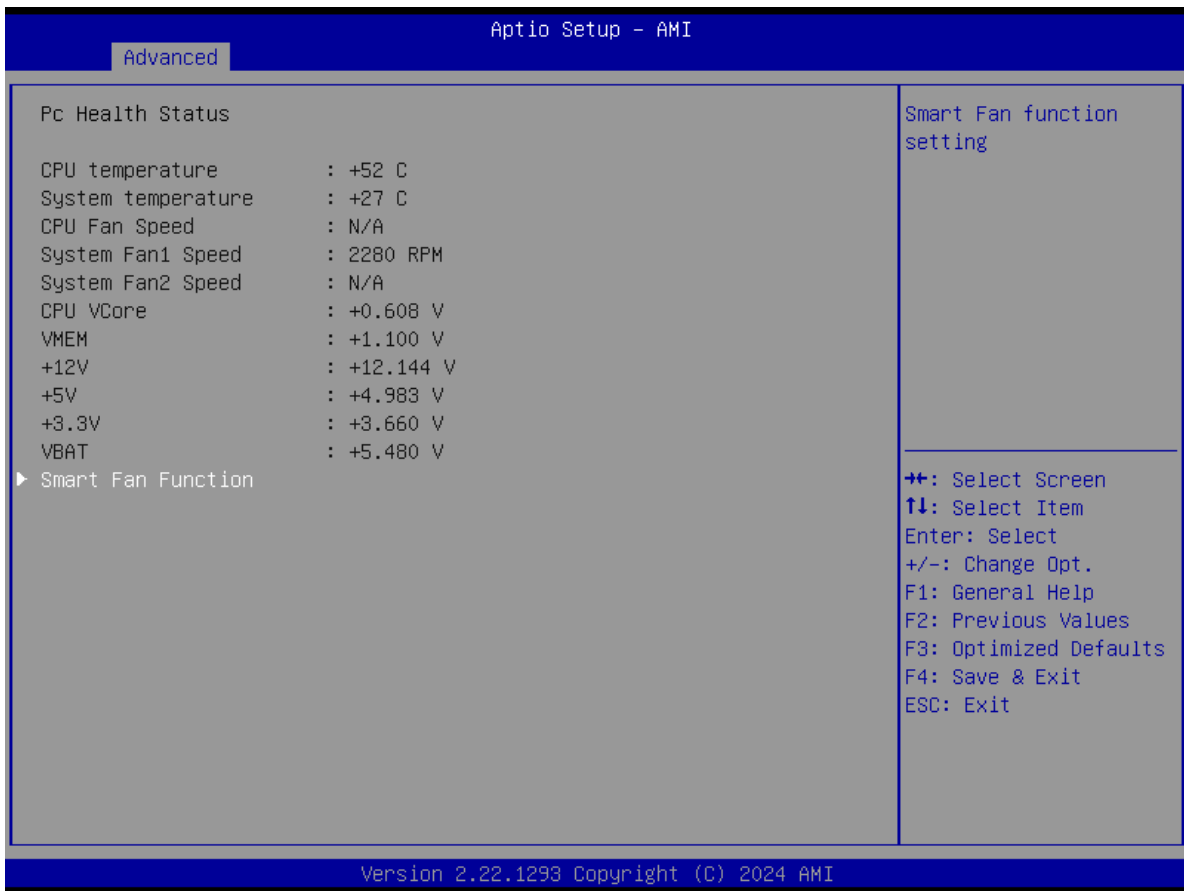 Aptio Setup – AMI
Advanced
Pc Health Status
CPU temperature : +52 C
System temperature : +27 C
CPU Fan Speed : N/A
System Fan1 Speed : 2280 RPM
System Fan2 Speed : N/A
CPU VCore : +0.608 V
VMEM : +1.100 V
+12V : +12.144 V
+5V : +4.983 V
+3.3V : +3.660 V
VBAT : +5.480 V
▶ Smart Fan Function
Smart Fan function
setting
→←: Select Screen
↑↓: Select Item
Enter: Select
+/-: Change Opt.
F1: General Help
F2: Previous Values
F3: Optimized Defaults
F4: Save & Exit
ESC: Exit
Version 2.22.1293 Copyright (C) 2024 AMI